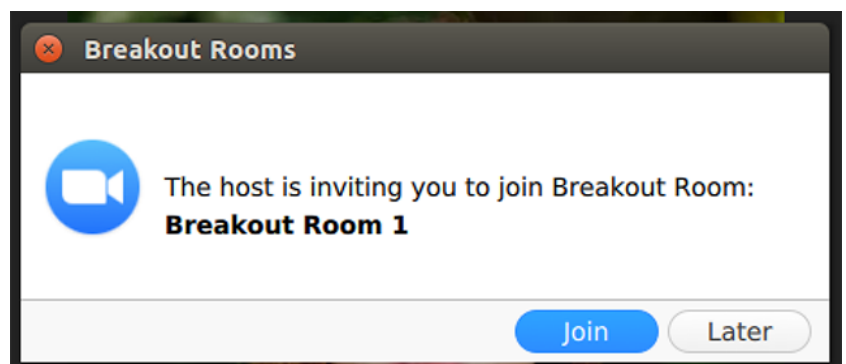 Breakout Rooms
The host is inviting you to join Breakout Room:
Breakout Room 1
Join Later